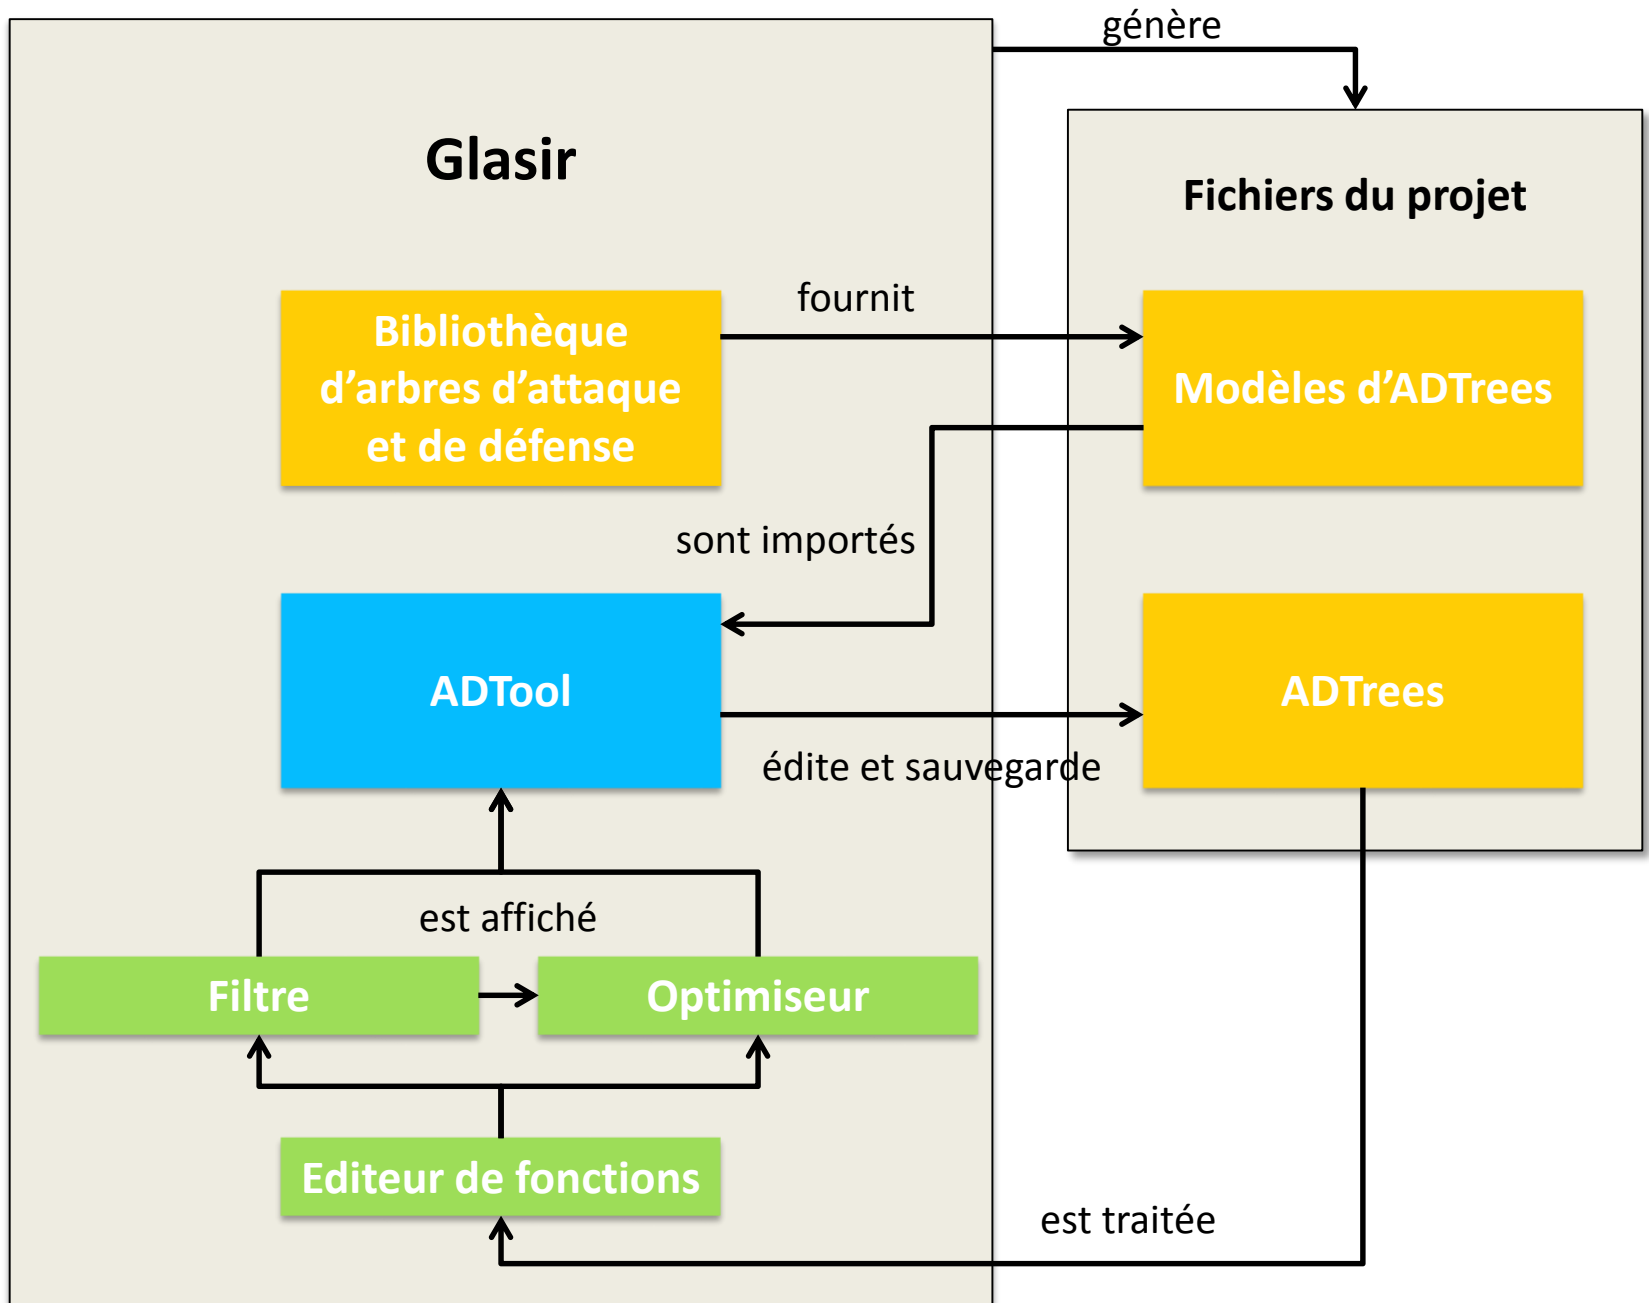 génère
Glasir
Fichiers du projet
fournit
Bibliothèque
d’arbres d’attaque
et de défense
Modèles d’ADTrees
sont importés
ADTool
ADTrees
édite et sauvegarde
est affiché
Filtre
Optimiseur
Editeur de fonctions
est traitée